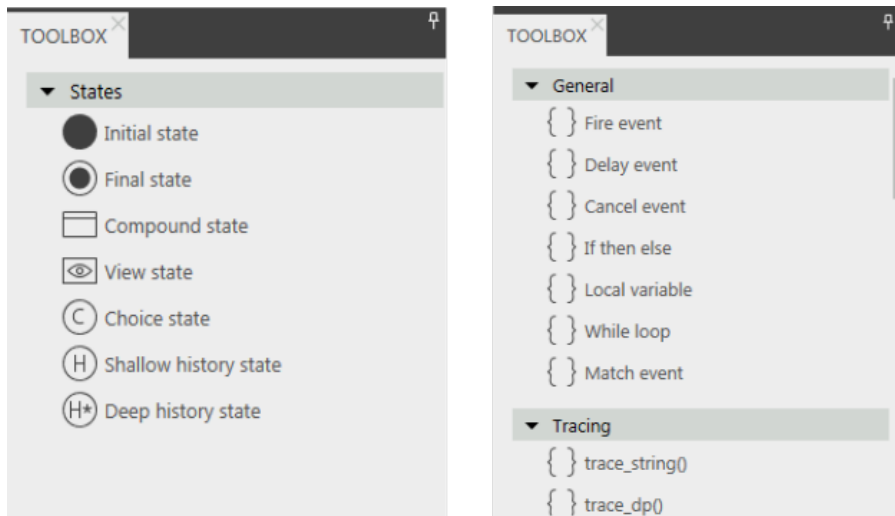 TOOLBOX
States
Initial state
Final state
Compound state
View state
C Choice state
H Shallow history state
H* Deep history state
TOOLBOX
General
{ } Fire event
{ } Delay event
{ } Cancel event
{ } If then else
{ } Local variable
{ } While loop
{ } Match event
Tracing
{ } trace_string()
{ } trace_dp()